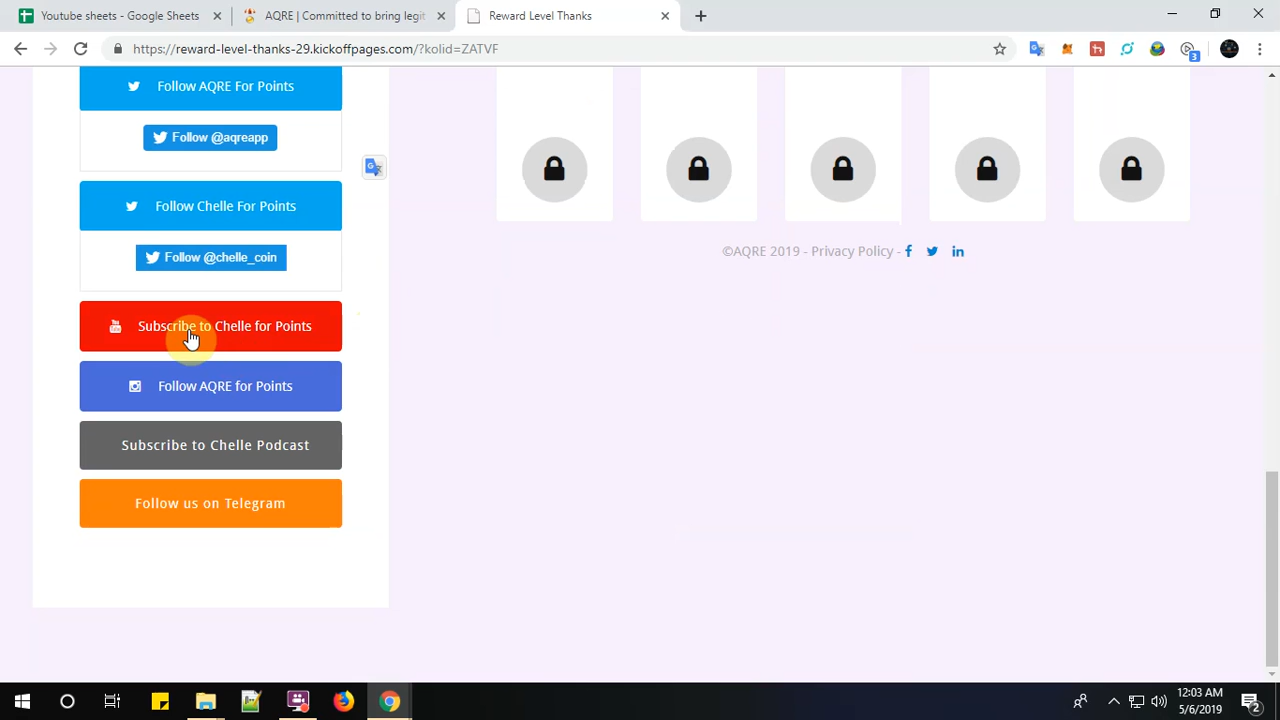 Youtube sheets - Google Sheets
AQRE | Committed to bring legit
Reward Level Thanks
https://reward-level-thanks-29.kickoffpages.com/?kolid=ZATVF
3
Follow AQRE For Points
Follow @aqreapp
Follow Chelle For Points
Follow @chelle_coin
Subscribe to Chelle for Points
Follow AQRE for Points
Subscribe to Chelle Podcast
Follow us on Telegram
©AQRE 2019 - Privacy Policy -
12:03 AM
5/6/2019
2